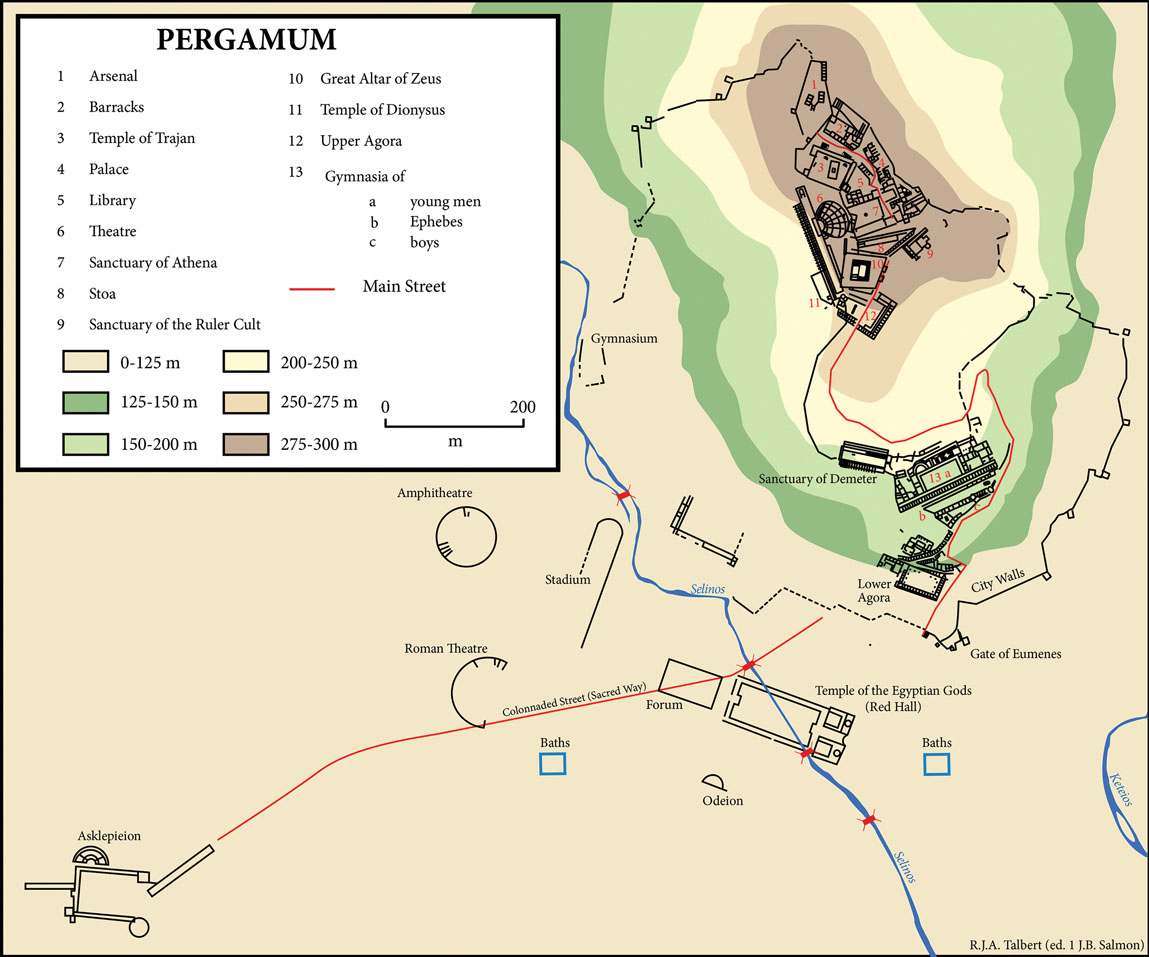 PERGAMUM
1 Arsenal
2 Barracks
3 Temple of Trajan
4 Palace
5 Library
6 Theatre
7 Sanctuary of Athena
8 Stoa
9 Sanctuary of the Ruler Cult
10 Great Altar of Zeus
11 Temple of Dionysus
12 Upper Agora
13 Gymnasia of
a young men
b Ephebes
c boys
Main Street
0-125 m
125-150 m
150-200 m
200-250 m
250-275 m
275-300 m
0 200
m
1
2
3
4
5
6
7
8
9
10
11
12
Gymnasium
Sanctuary of Demeter
13 a
b
c
Amphitheatre
Stadium
Selinos
Lower
Agora
City Walls
Gate of Eumenes
Roman Theatre
Colonnaded Street (Sacred Way)
Forum
Temple of the Egyptian Gods
(Red Hall)
Baths
Baths
Odeion
Keteios
Asklepieion
Selinos
R.J.A. Talbert (ed. 1 J.B. Salmon)